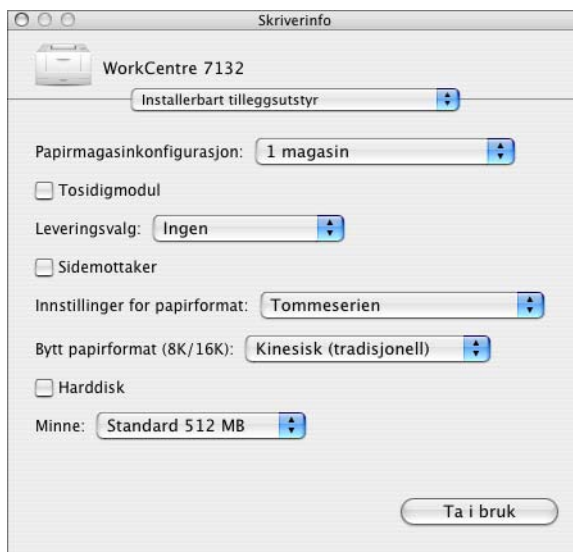 Skriverinfo
WorkCentre 7132
Installerbart tilleggsutstyr
Papirmagasinkonfigurasjon: 1 magasin
Tosidigmodul
Leveringsvalg: Ingen
Sidemottaker
Innstillinger for papirformat: Tommeserien
Bytt papirformat (8K/16K): Kinesisk (tradisjonell)
Harddisk
Minne: Standard 512 MB
Ta i bruk